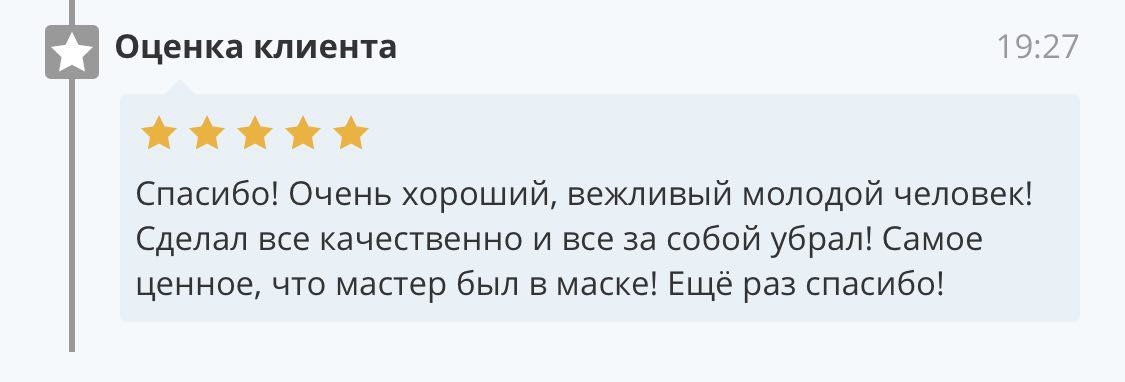 Оценка клиента 19:27
Спасибо! Очень хороший, вежливый молодой человек!
Сделал все качественно и все за собой убрал! Самое
ценное, что мастер был в маске! Ещё раз спасибо!